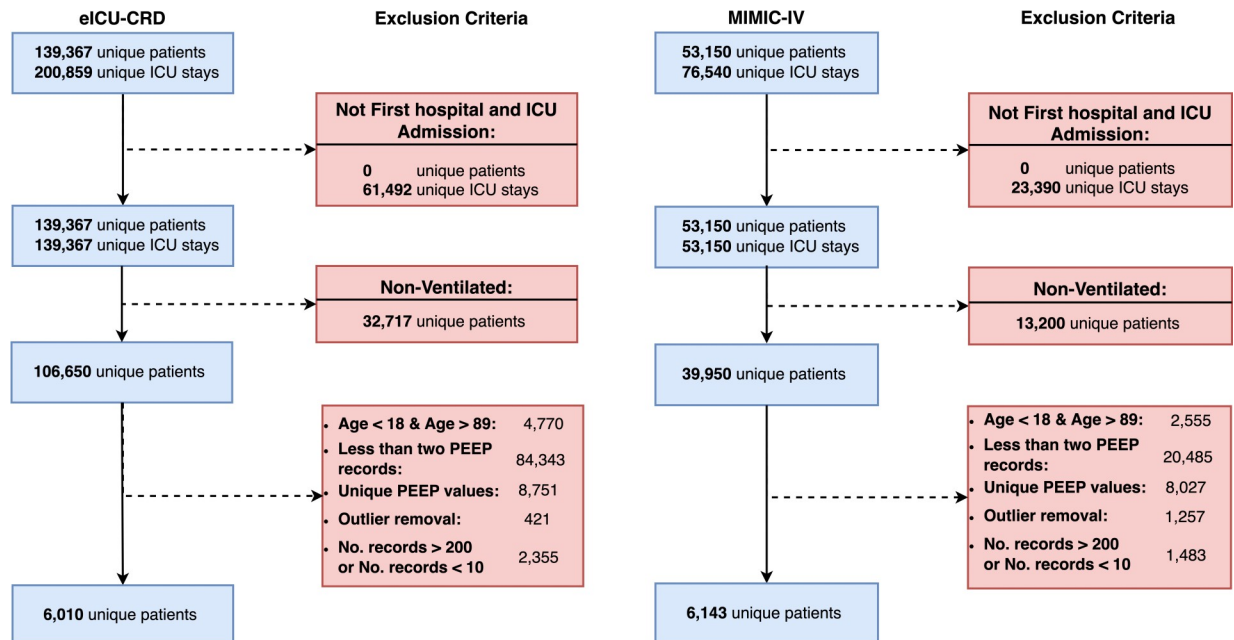 eICU-CRD
Exclusion Criteria
139,367 unique patients
200,859 unique ICU stays
Not First hospital and ICU
Admission:
0 unique patients
61,492 unique ICU stays
139,367 unique patients
139,367 unique ICU stays
Non-Ventilated:
32,717 unique patients
106,650 unique patients
• Age < 18 & Age > 89: 4,770
• Less than two PEEP
records: 84,343
• Unique PEEP values: 8,751
• Outlier removal: 421
• No. records > 200
or No. records < 10 2,355
6,010 unique patients
MIMIC-IV
Exclusion Criteria
53,150 unique patients
76,540 unique ICU stays
Not First hospital and ICU
Admission:
0 unique patients
23,390 unique ICU stays
53,150 unique patients
53,150 unique ICU stays
Non-Ventilated:
13,200 unique patients
39,950 unique patients
• Age < 18 & Age > 89: 2,555
• Less than two PEEP
records: 20,485
• Unique PEEP values: 8,027
• Outlier removal: 1,257
• No. records > 200
or No. records < 10 1,483
6,143 unique patients